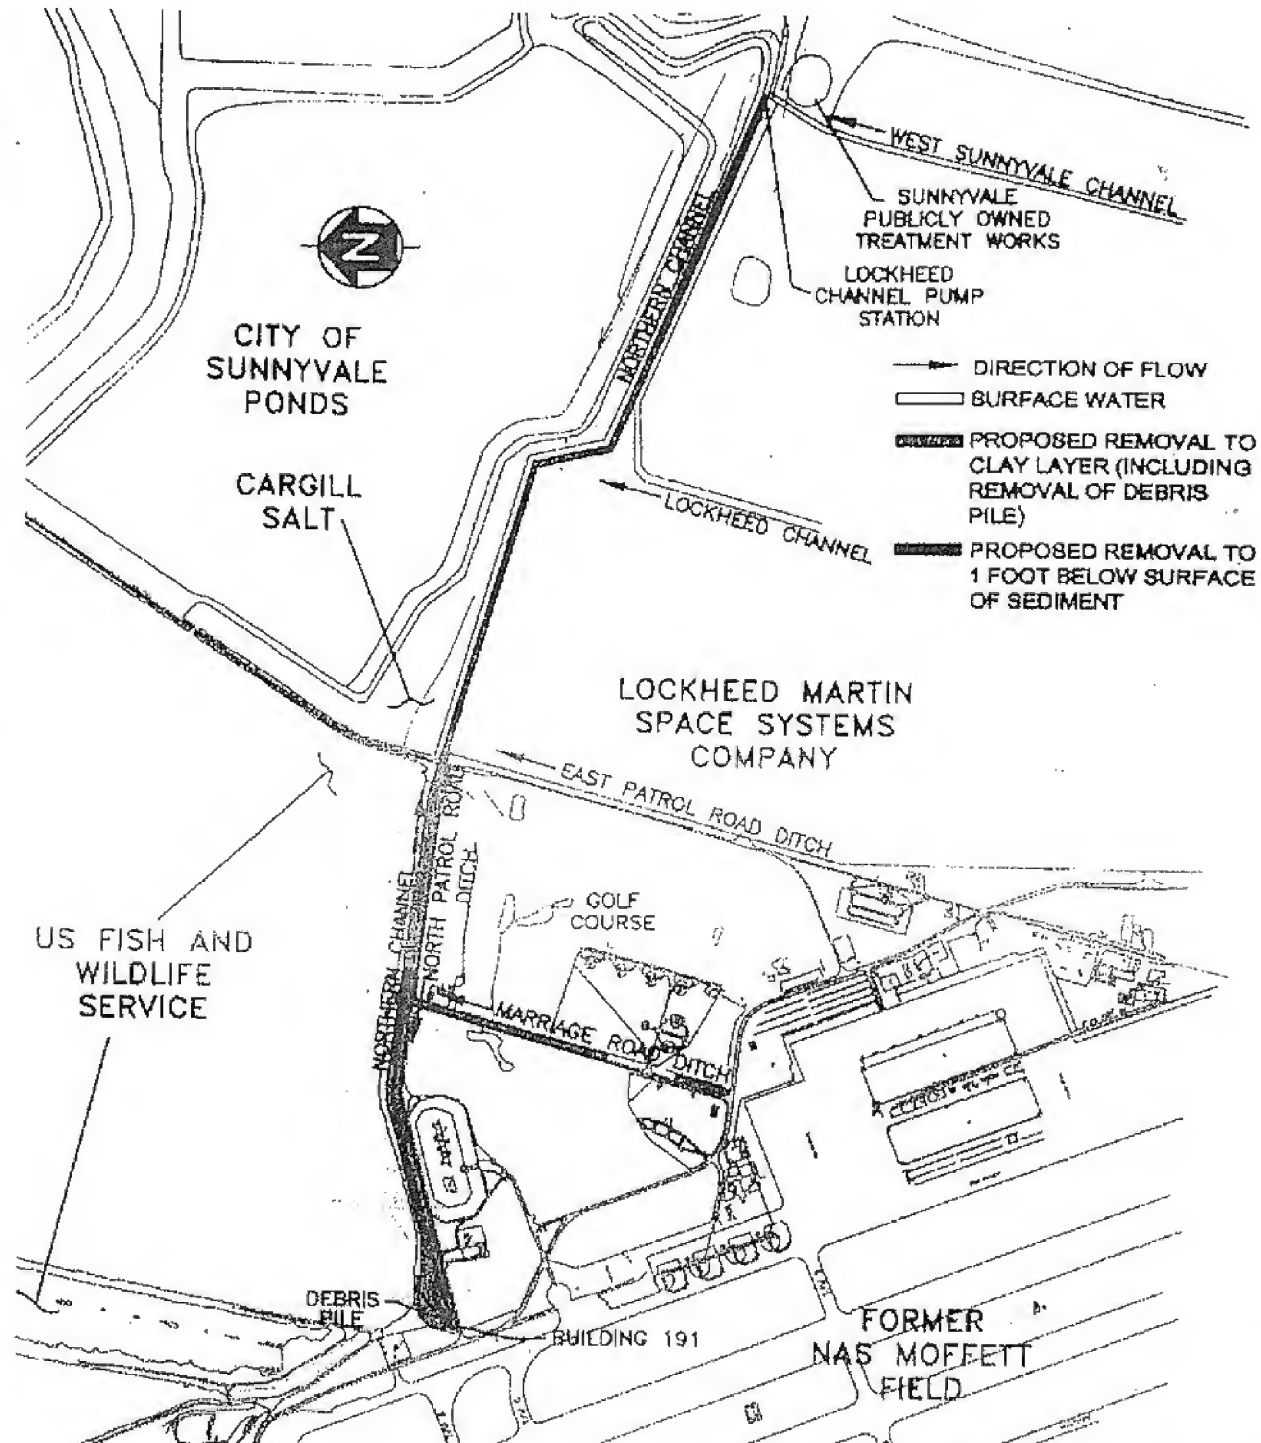 WEST SUNNYVALE CHANNEL
SUNNYVALE
PUBLICLY OWNED
TREATMENT WORKS
LOCKHEED
CHANNEL PUMP
STATION
NORTHERN CHANNEL
N
CITY OF
SUNNYVALE
PONDS
DIRECTION OF FLOW
SURFACE WATER
PROPOSED REMOVAL TO
CLAY LAYER (INCLUDING
REMOVAL OF DEBRIS
PILE)
PROPOSED REMOVAL TO
1 FOOT BELOW SURFACE
OF SEDIMENT
CARGILL
SALT
LOCKHEED CHANNEL
LOCKHEED MARTIN
SPACE SYSTEMS
COMPANY
EAST PATROL ROAD DITCH
NORTH PATROL ROAD
DITCH
NORTHERN CHANNEL
GOLF
COURSE
US FISH AND
WILDLIFE
SERVICE
MARRIAGE ROAD DITCH
DEBRIS
PILE
BUILDING 191
FORMER
NAS MOFFETT
FIELD